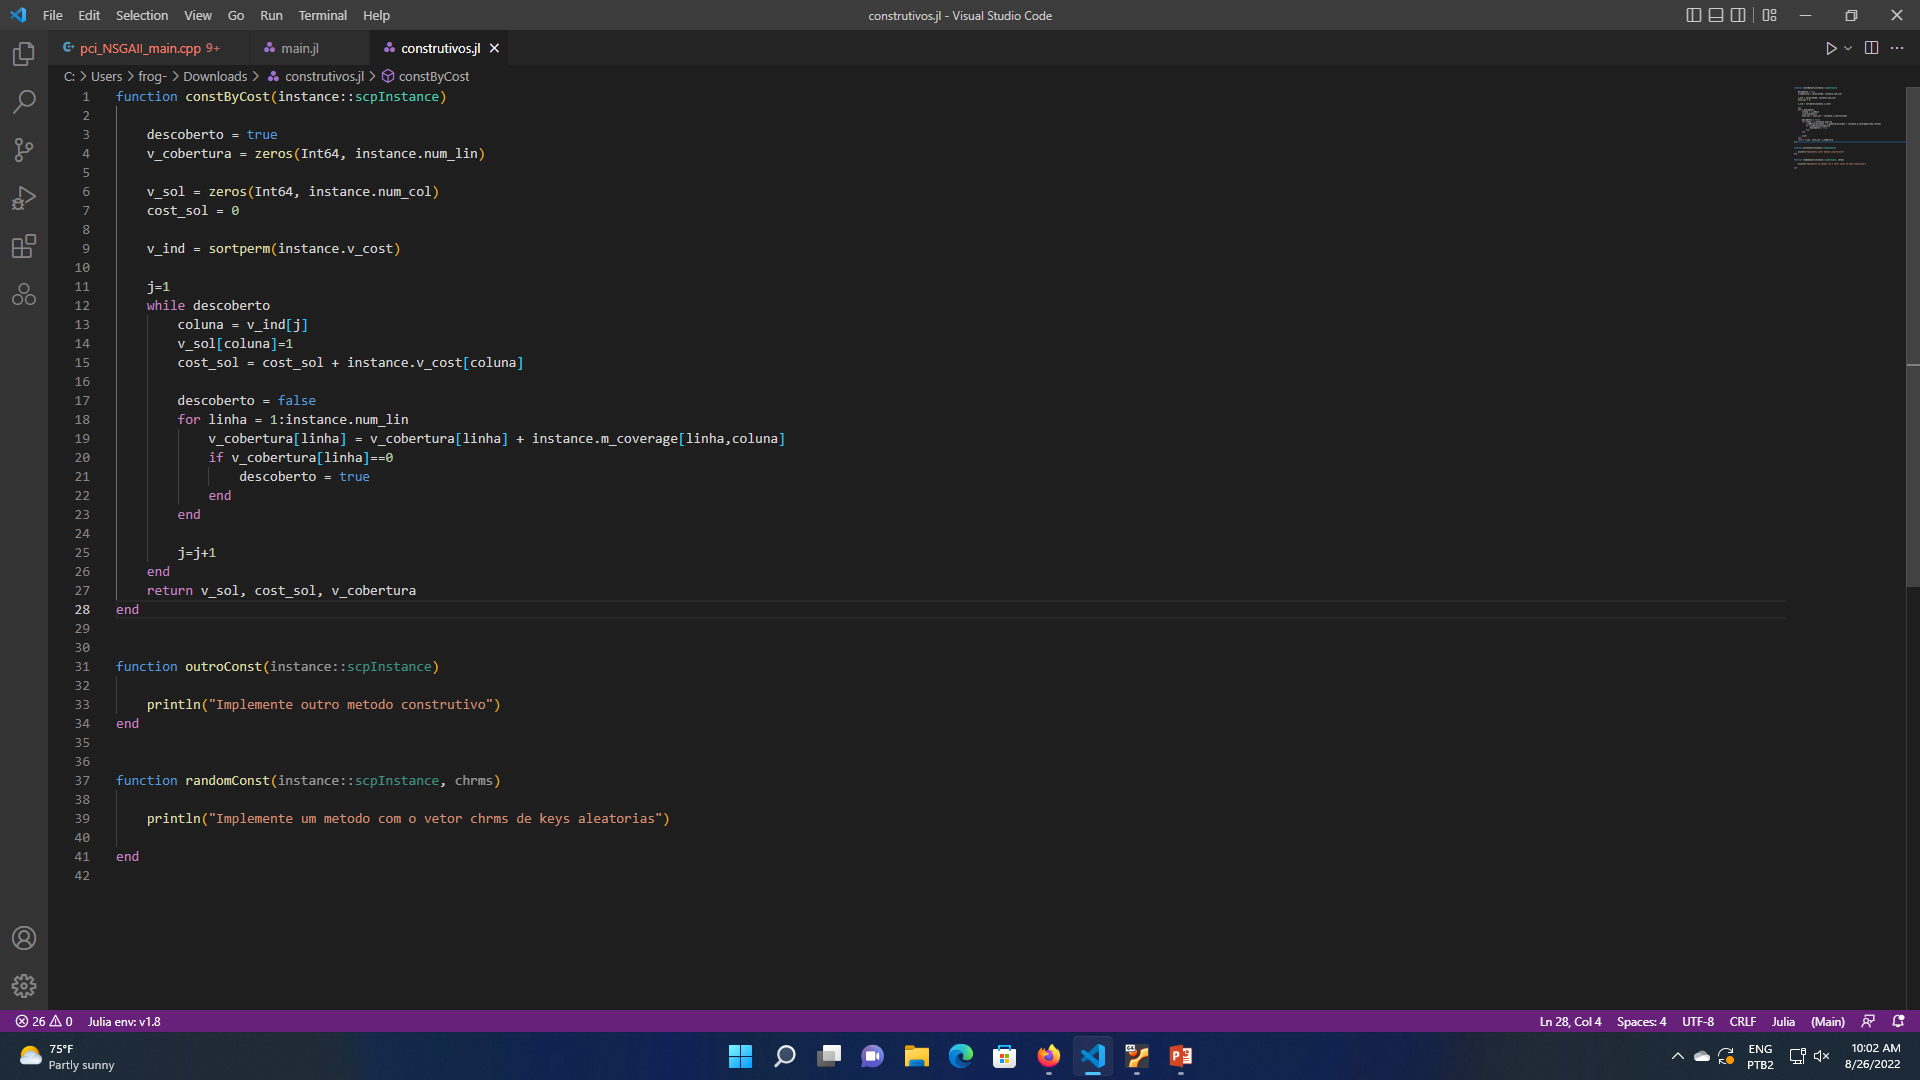 File Edit Selection View Go Run Terminal Help
construtivos.jl - Visual Studio Code
pci_NSGAII_main.cpp 9+
main.jl
construtivos.jl
C: > Users > frog- > Downloads > construtivos.jl > constByCost
1 function constByCost(instance::scpInstance)
2
3 descoberto = true
4 v_cobertura = zeros(Int64, instance.num_lin)
5
6 v_sol = zeros(Int64, instance.num_col)
7 cost_sol = 0
8
9 v_ind = sortperm(instance.v_cost)
10
11 j=1
12 while descoberto
13 coluna = v_ind[j]
14 v_sol[coluna]=1
15 cost_sol = cost_sol + instance.v_cost[coluna]
16
17 descoberto = false
18 for linha = 1:instance.num_lin
19 v_cobertura[linha] = v_cobertura[linha] + instance.m_coverage[linha,coluna]
20 if v_cobertura[linha]==0
21 descoberto = true
22 end
23 end
24
25 j=j+1
26 end
27 return v_sol, cost_sol, v_cobertura
28 end
29
30
31 function outroConst(instance::scpInstance)
32
33 println("Implemente outro metodo construtivo")
34 end
35
36
37 function randomConst(instance::scpInstance, chrms)
38
39 println("Implemente um metodo com o vetor chrms de keys aleatorias")
40
41 end
42
26 0 Julia env: v1.8
Ln 28, Col 4 Spaces: 4 UTF-8 CRLF Julia (Main)
75°F
Partly sunny
ENG
PTB2
10:02 AM
8/26/2022